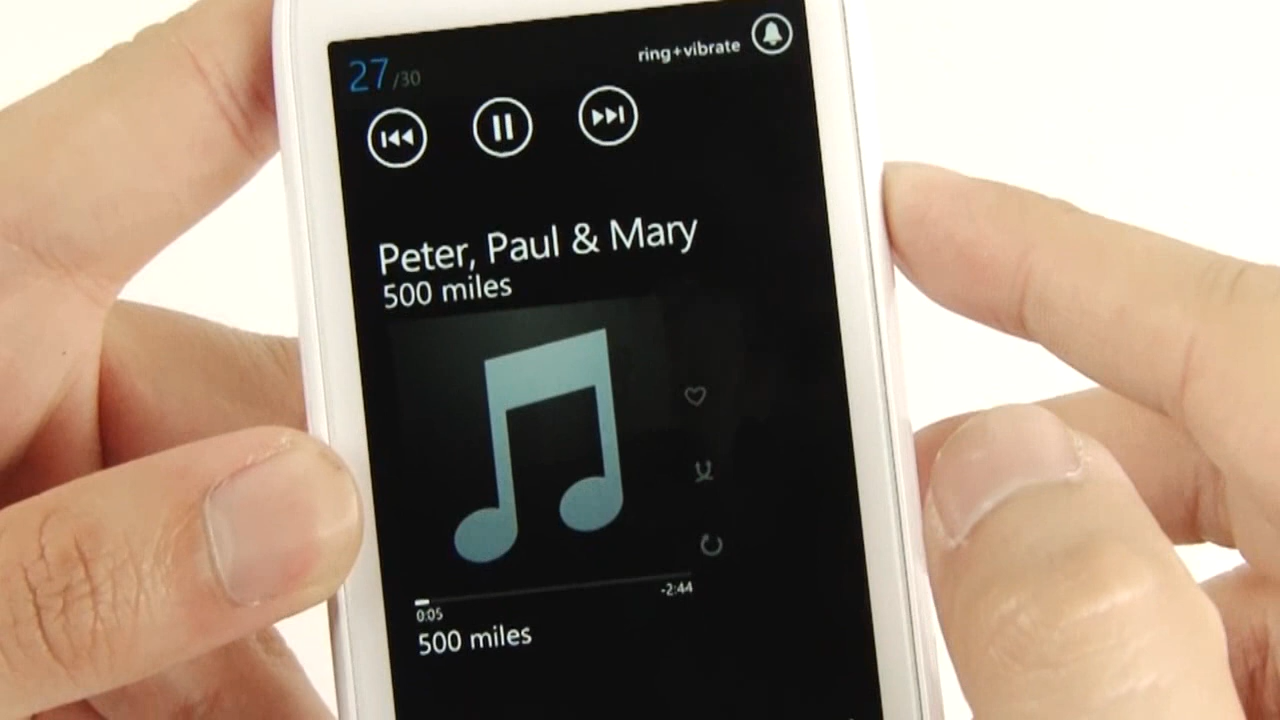 27/30
ring+vibrate
Peter, Paul & Mary
500 miles
0:05
-2:44
500 miles